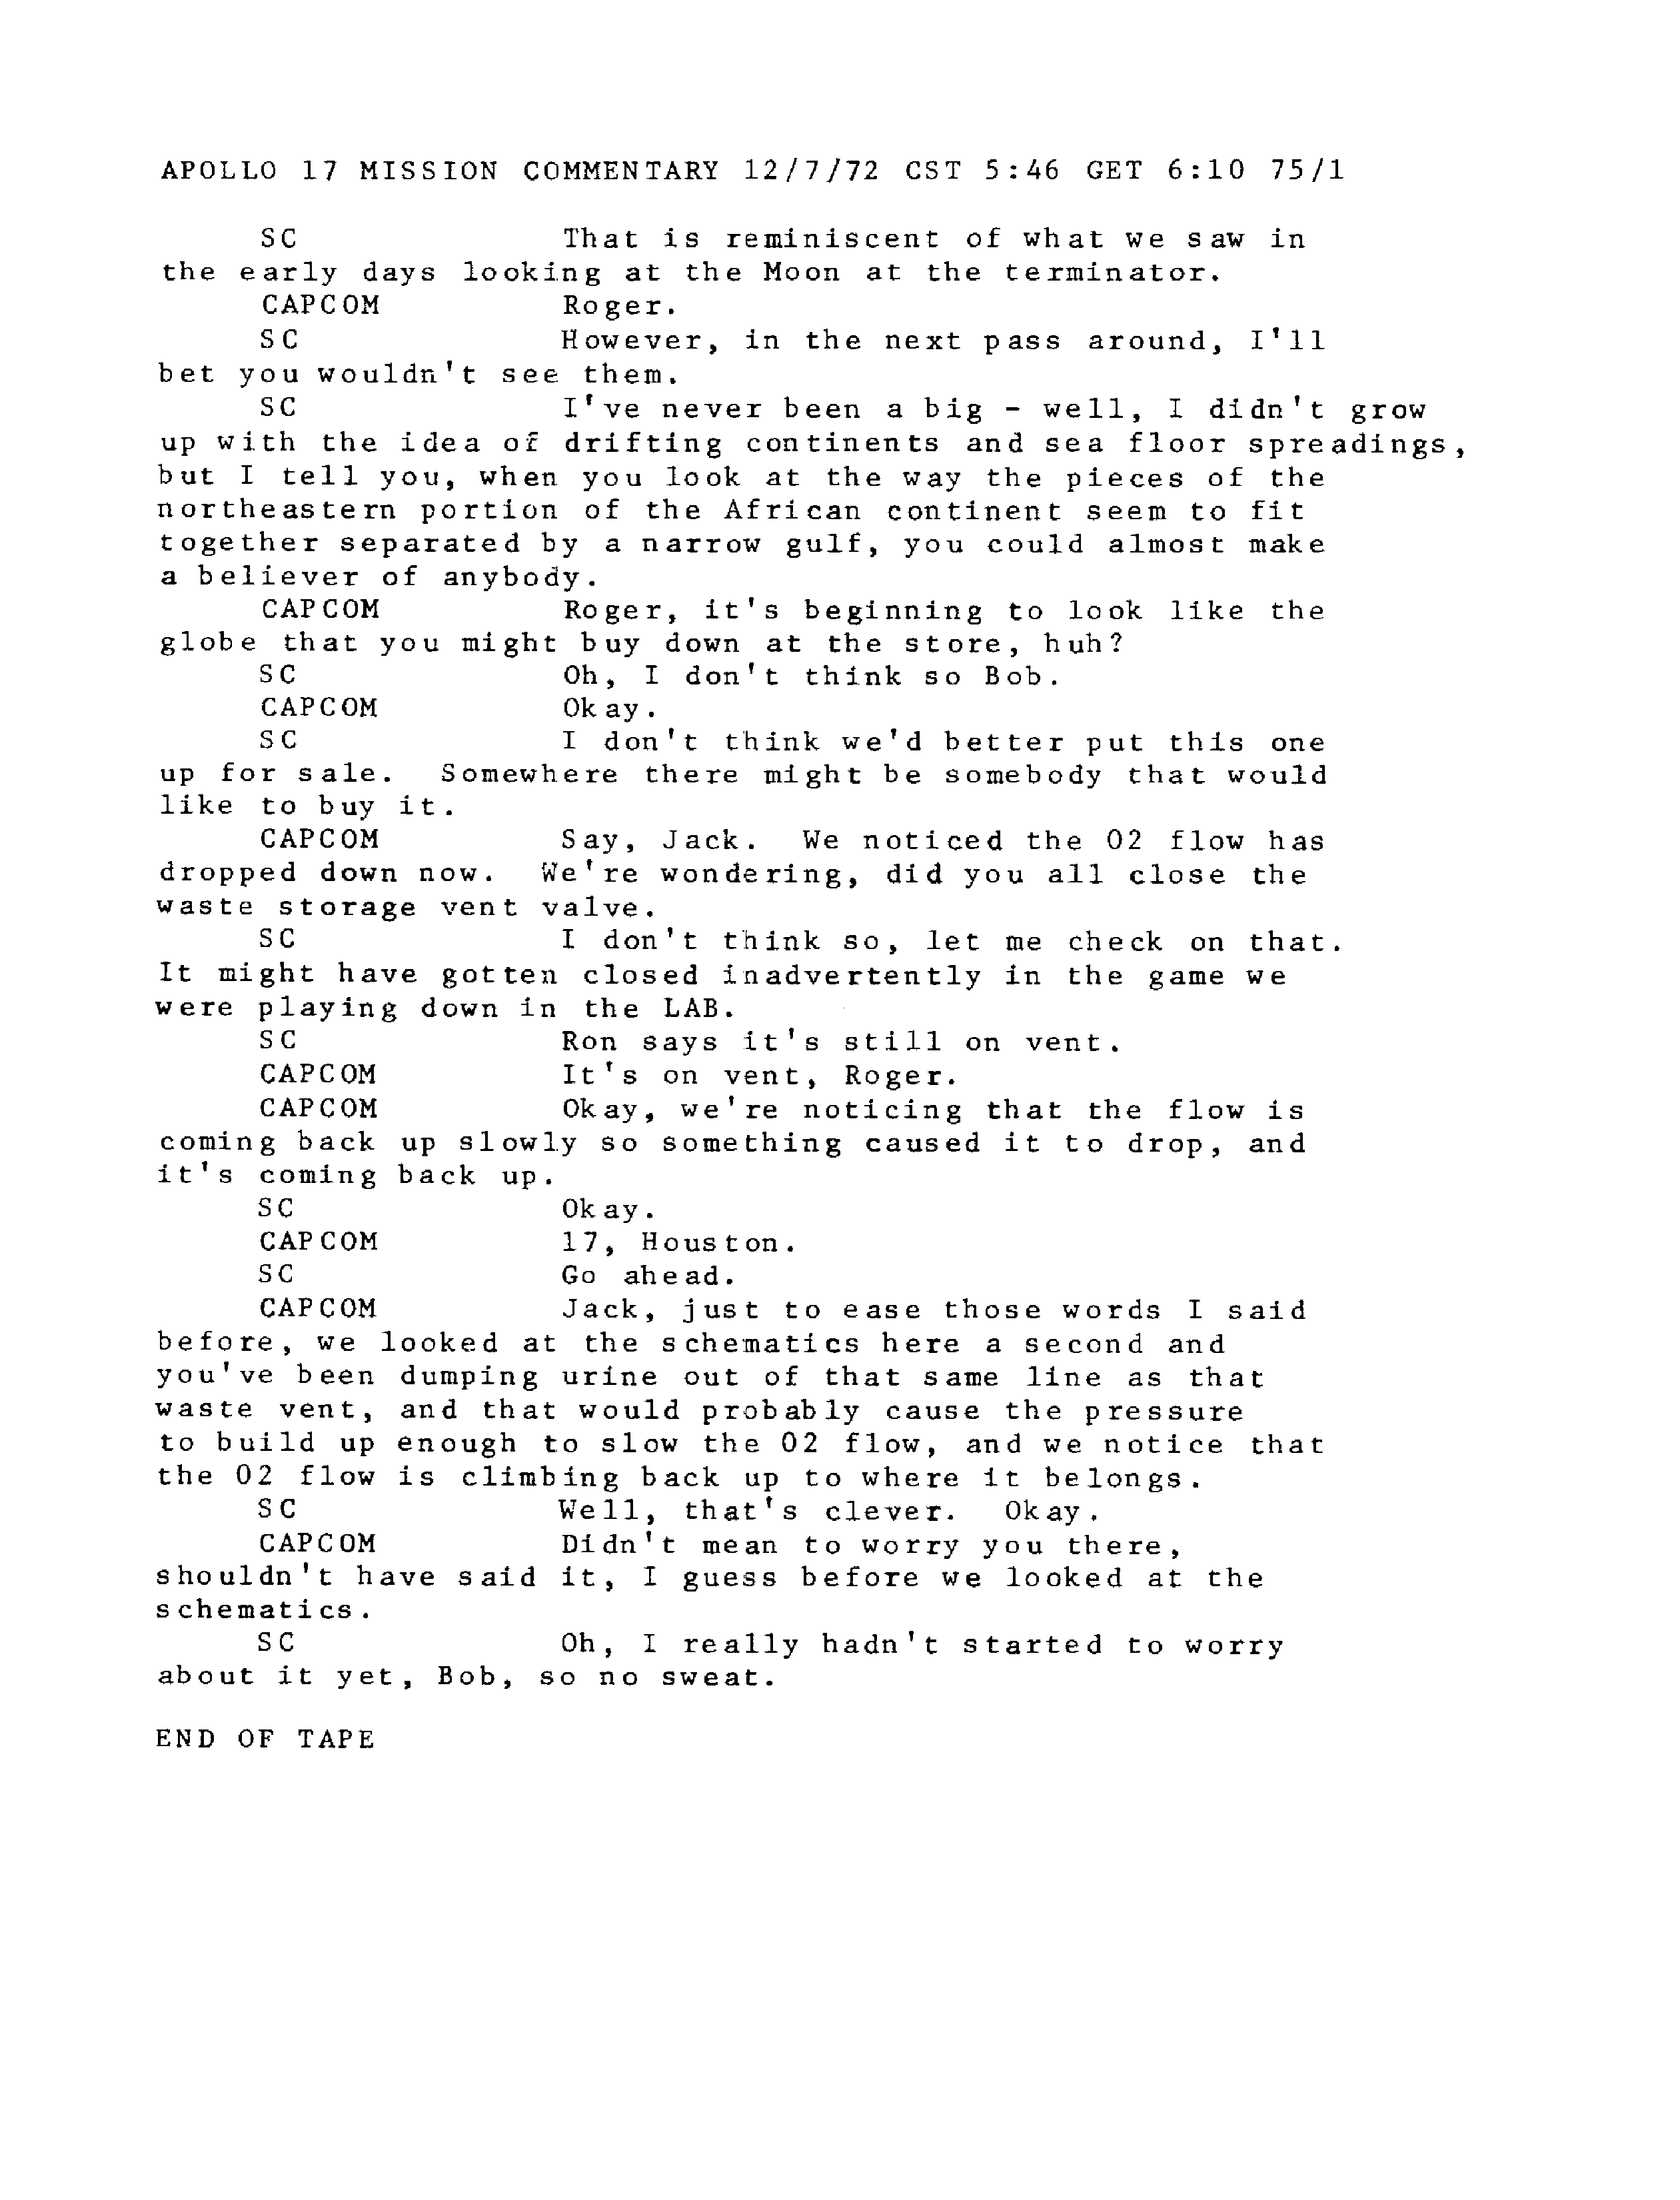 APOLLO 17 MISSION COMMENTARY 12/7/72 CST 5:46 GET 6:10 75/1
SC That is reminiscent of what we saw in
the early days looking at the Moon at the terminator.
CAPCOM Roger.
SC However, in the next pass around, I'll
bet you wouldn't see them.
SC I've never been a big - well, I didn't grow
up with the idea of drifting continents and sea floor spreadings,
but I tell you, when you look at the way the pieces of the
northeastern portion of the African continent seem to fit
together separated by a narrow gulf, you could almost make
a believer of anybody.
CAPCOM Roger, it's beginning to look like the
globe that you might buy down at the store, huh?
SC Oh, I don't think so Bob.
CAPCOM Okay.
SC I don't think we'd better put this one
up for sale. Somewhere there might be somebody that would
like to buy it.
CAPCOM Say, Jack. We noticed the O2 flow has
dropped down now. We're wondering, did you all close the
waste storage vent valve.
SC I don't think so, let me check on that.
It might have gotten closed inadvertently in the game we
were playing down in the LAB.
SC Ron says it's still on vent.
CAPCOM It's on vent, Roger.
CAPCOM Okay, we're noticing that the flow is
coming back up slowly so something caused it to drop, and
it's coming back up.
SC Okay.
CAPCOM 17, Houston.
SC Go ahead.
CAPCOM Jack, just to ease those words I said
before, we looked at the schematics here a second and
you've been dumping urine out of that same line as that
waste vent, and that would probably cause the pressure
to build up enough to slow the O2 flow, and we notice that
the O2 flow is climbing back up to where it belongs.
SC Well, that's clever. Okay.
CAPCOM Didn't mean to worry you there,
shouldn't have said it, I guess before we looked at the
schematics.
SC Oh, I really hadn't started to worry
about it yet, Bob, so no sweat.
END OF TAPE